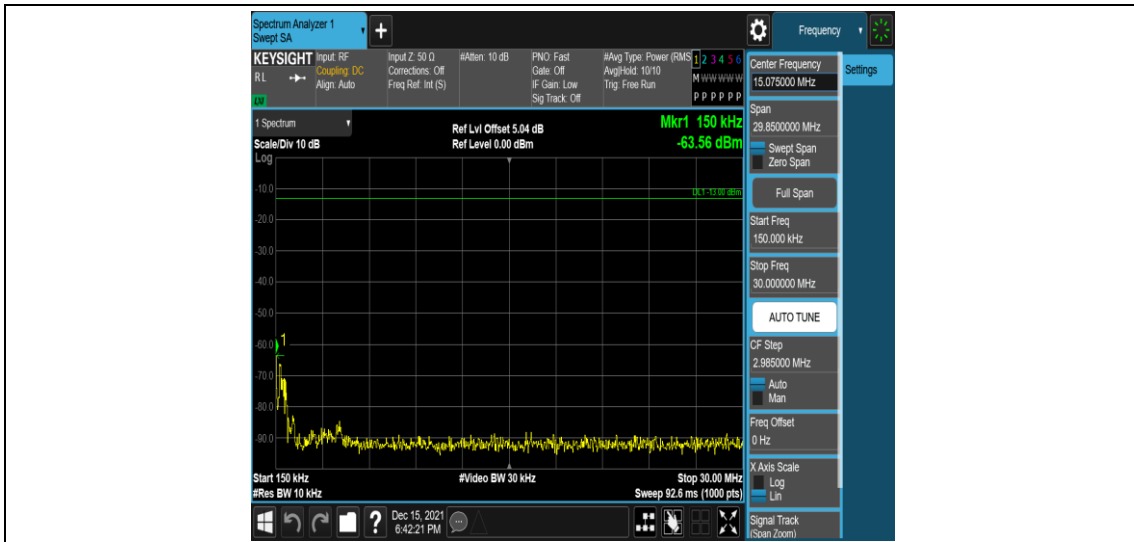 Spectrum Analyzer 1
Swept SA
+
Frequency
KEYSIGHT
RL
LXI
Input: RF
Coupling: DC
Align: Auto
Input Z: 50 Ω
Corrections: Off
Freq Ref: Int (S)
#Atten: 10 dB
PNO: Fast
Gate: Off
IF Gain: Low
Sig Track: Off
#Avg Type: Power (RMS
Avg|Hold: 10/10
Trig: Free Run
1 2 3 4 5 6
M W W W W W
P P P P P P
1 Spectrum
Scale/Div 10 dB
Log
Ref Lvl Offset 5.04 dB
Ref Level 0.00 dBm
Mkr1 150 kHz
-63.56 dBm
DL1 -13.00 dBm
-10.0
-20.0
-30.0
-40.0
-50.0
-60.0
-70.0
-80.0
-90.0
1
Start 150 kHz
#Res BW 10 kHz
#Video BW 30 kHz
Stop 30.00 MHz
Sweep 92.6 ms (1000 pts)
?
Dec 15, 2021
6:42:21 PM
Center Frequency
15.075000 MHz
Settings
Span
29.8500000 MHz
Swept Span
Zero Span
Full Span
Start Freq
150.000 kHz
Stop Freq
30.000000 MHz
AUTO TUNE
CF Step
2.985000 MHz
Auto
Man
Freq Offset
0 Hz
X Axis Scale
Log
Lin
Signal Track
(Span Zoom)